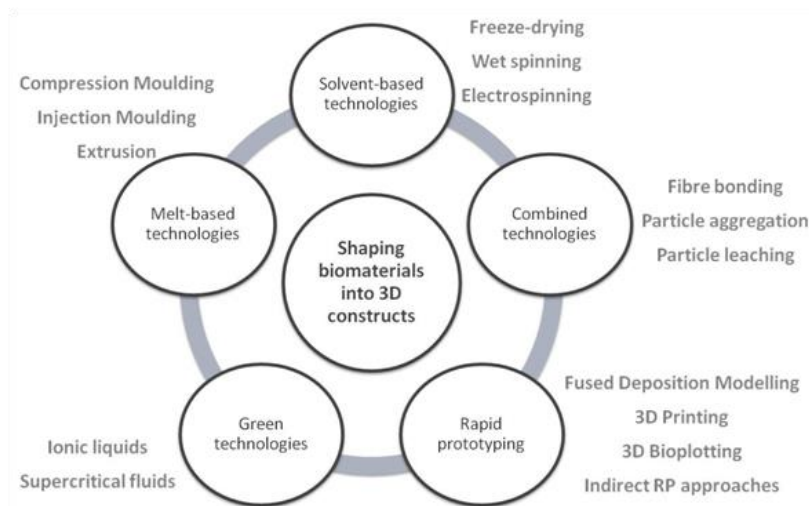 Freeze-drying
Wet spinning
Electrospinning
Solvent-based
technologies
Compression Moulding
Injection Moulding
Extrusion
Melt-based
technologies
Combined
technologies
Fibre bonding
Particle aggregation
Particle leaching
Shaping
biomaterials
into 3D
constructs
Green
technologies
Ionic liquids
Supercritical fluids
Rapid
prototyping
Fused Deposition Modelling
3D Printing
3D Bioplotting
Indirect RP approaches